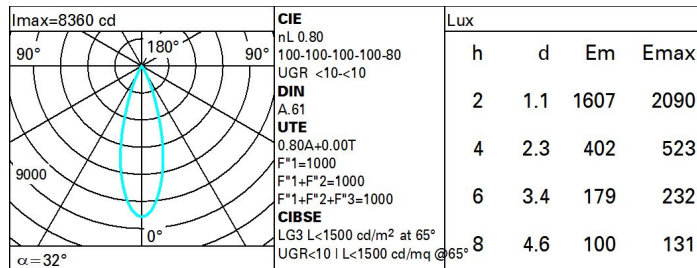 Imax=8360 cd
90°
180°
90°
9000
0°
α=32°
CIE
nL 0.80
100-100-100-100-80
UGR <10-<10
DIN
A.61
UTE
0.80A+0.00T
F"1=1000
F"1+F"2=1000
F"1+F"2+F"3=1000
CIBSE
LG3 L<1500 cd/m² at 65°
UGR<10 | L<1500 cd/mq @65°
Lux
h d Em Emax
2 1.1 1607 2090
4 2.3 402 523
6 3.4 179 232
8 4.6 100 131